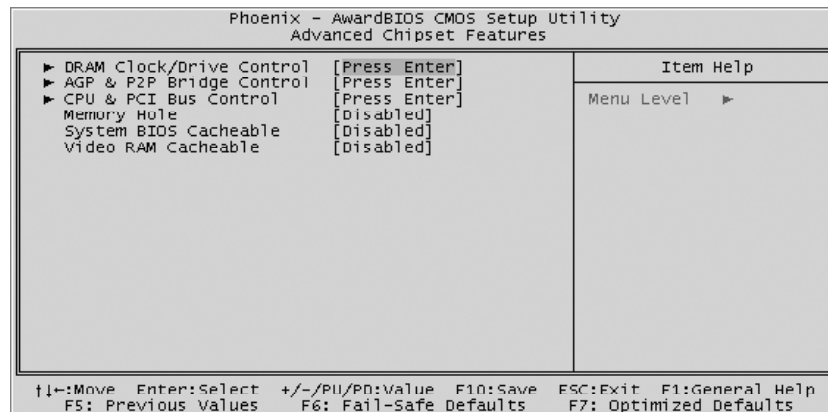 Phoenix - AwardBIOS CMOS Setup Utility
Advanced Chipset Features
► DRAM Clock/Drive Control [Press Enter]
► AGP & P2P Bridge Control [Press Enter]
► CPU & PCI Bus Control [Press Enter]
Memory Hole [Disabled]
System BIOS Cacheable [Disabled]
Video RAM Cacheable [Disabled]
Item Help
Menu Level ►
↑↓←:Move Enter:Select +/-/PU/PD:Value F10:Save ESC:Exit F1:General Help
F5: Previous Values F6: Fail-Safe Defaults F7: Optimized Defaults